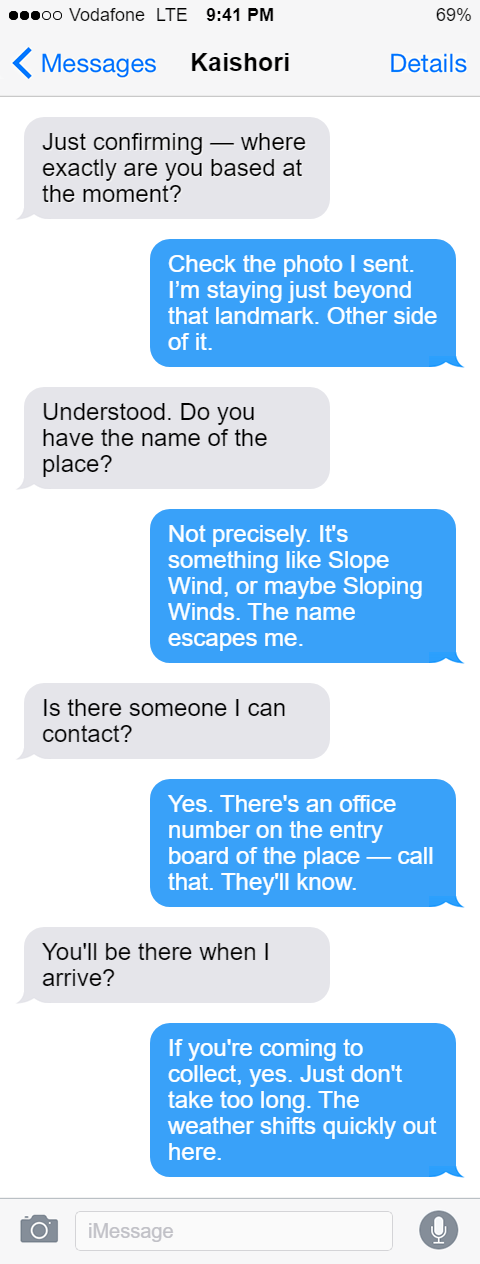 Vodafone LTE 9:41 PM 69%
Messages Kaishori Details
Just confirming — where
exactly are you based at
the moment?
Check the photo I sent.
I’m staying just beyond
that landmark. Other side
of it.
Understood. Do you
have the name of the
place?
Not precisely. It's
something like Slope
Wind, or maybe Sloping
Winds. The name
escapes me.
Is there someone I can
contact?
Yes. There's an office
number on the entry
board of the place — call
that. They'll know.
You'll be there when I
arrive?
If you're coming to
collect, yes. Just don't
take too long. The
weather shifts quickly out
here.
iMessage